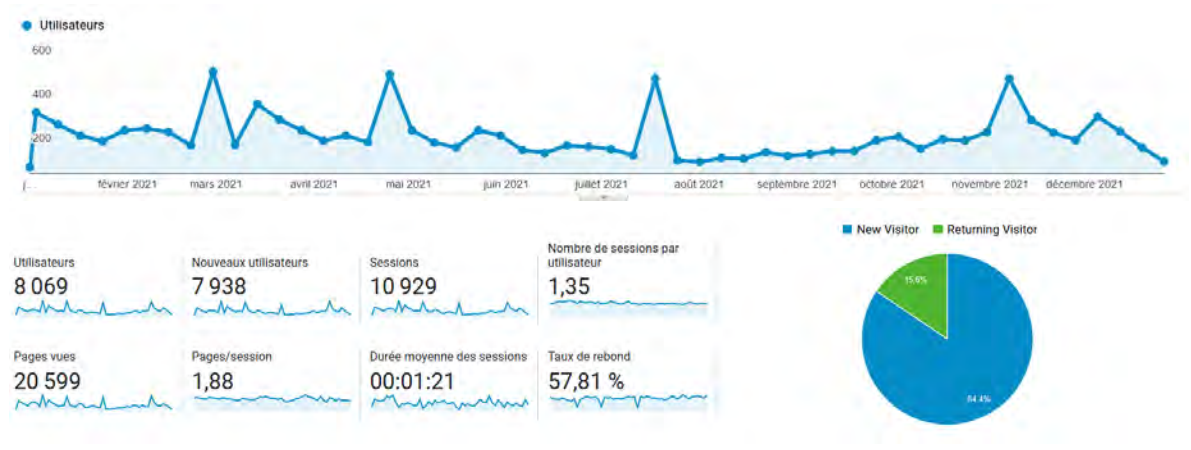 Utilisateurs
600
400
200
j...
février 2021
mars 2021
avril 2021
mai 2021
juin 2021
juillet 2021
août 2021
septembre 2021
octobre 2021
novembre 2021
décembre 2021
New Visitor
Returning Visitor
Utilisateurs
8 069
Nouveaux utilisateurs
7 938
Sessions
10 929
Nombre de sessions par
utilisateur
1,35
Pages vues
20 599
Pages/session
1,88
Durée moyenne des sessions
00:01:21
Taux de rebond
57,81 %
15.6%
84.4%